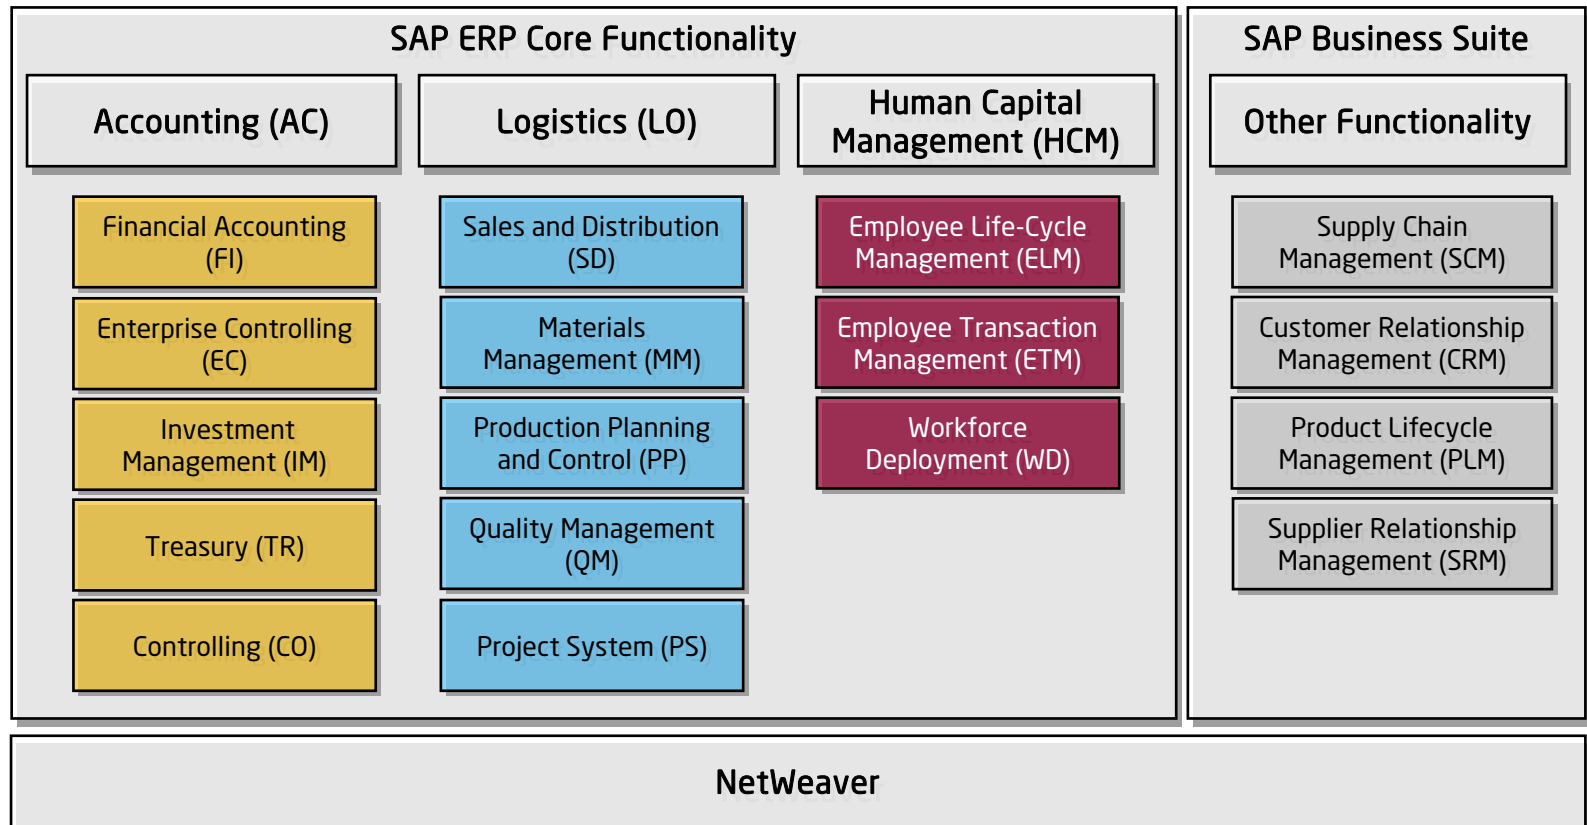 SAP ERP Core Functionality
Accounting (AC)
Financial Accounting
(FI)
Enterprise Controlling
(EC)
Investment
Management (IM)
Treasury (TR)
Controlling (CO)
Logistics (LO)
Sales and Distribution
(SD)
Materials
Management (MM)
Production Planning
and Control (PP)
Quality Management
(QM)
Project System (PS)
Human Capital
Management (HCM)
Employee Life-Cycle
Management (ELM)
Employee Transaction
Management (ETM)
Workforce
Deployment (WD)
SAP Business Suite
Other Functionality
Supply Chain
Management (SCM)
Customer Relationship
Management (CRM)
Product Lifecycle
Management (PLM)
Supplier Relationship
Management (SRM)
NetWeaver